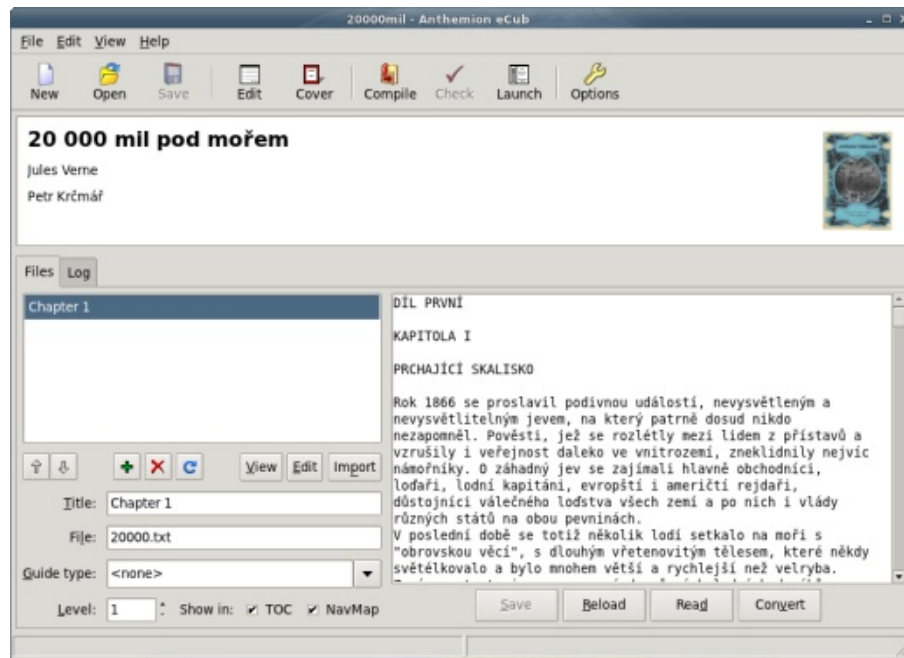 20000mil - Anthemion eCub
File Edit View Help
New Open Save Edit Cover Compile Check Launch Options
20 000 mil pod mořem
Jules Verne
Petr Krčmář
Files Log
Chapter 1
View Edit Import
Title: Chapter 1
File: 20000.txt
Guide type: <none>
Level: 1 Show in: TOC NavMap
DÍL PRVNÍ
KAPITOLA I
PRCHAJÍCÍ SKALISKO
Rok 1866 se proslavil podivnou událostí, nevysvětleným a
nevysvětlitelným jevem, na který patrně dosud nikdo
nezapomněl. Pověsti, jež se rozlétly mezi lidem z přístavů a
vzrušily i veřejnost daleko ve vnitrozemí, zneklidnily nejvíc
námořníky. O záhadný jev se zajímali hlavně obchodníci,
loďaři, lodní kapitáni, evropští i američtí rejdaři,
důstojníci válečného loďstva všech zemí a po nich i vlády
různých států na obou pevninách.
V poslední době se totiž několik lodí setkalo na moři s
"obrovskou věcí", s dlouhým vřetenovitým tělesem, které někdy
světélkovalo a bylo mnohem větší a rychlejší než velryba.
Save Reload Read Convert